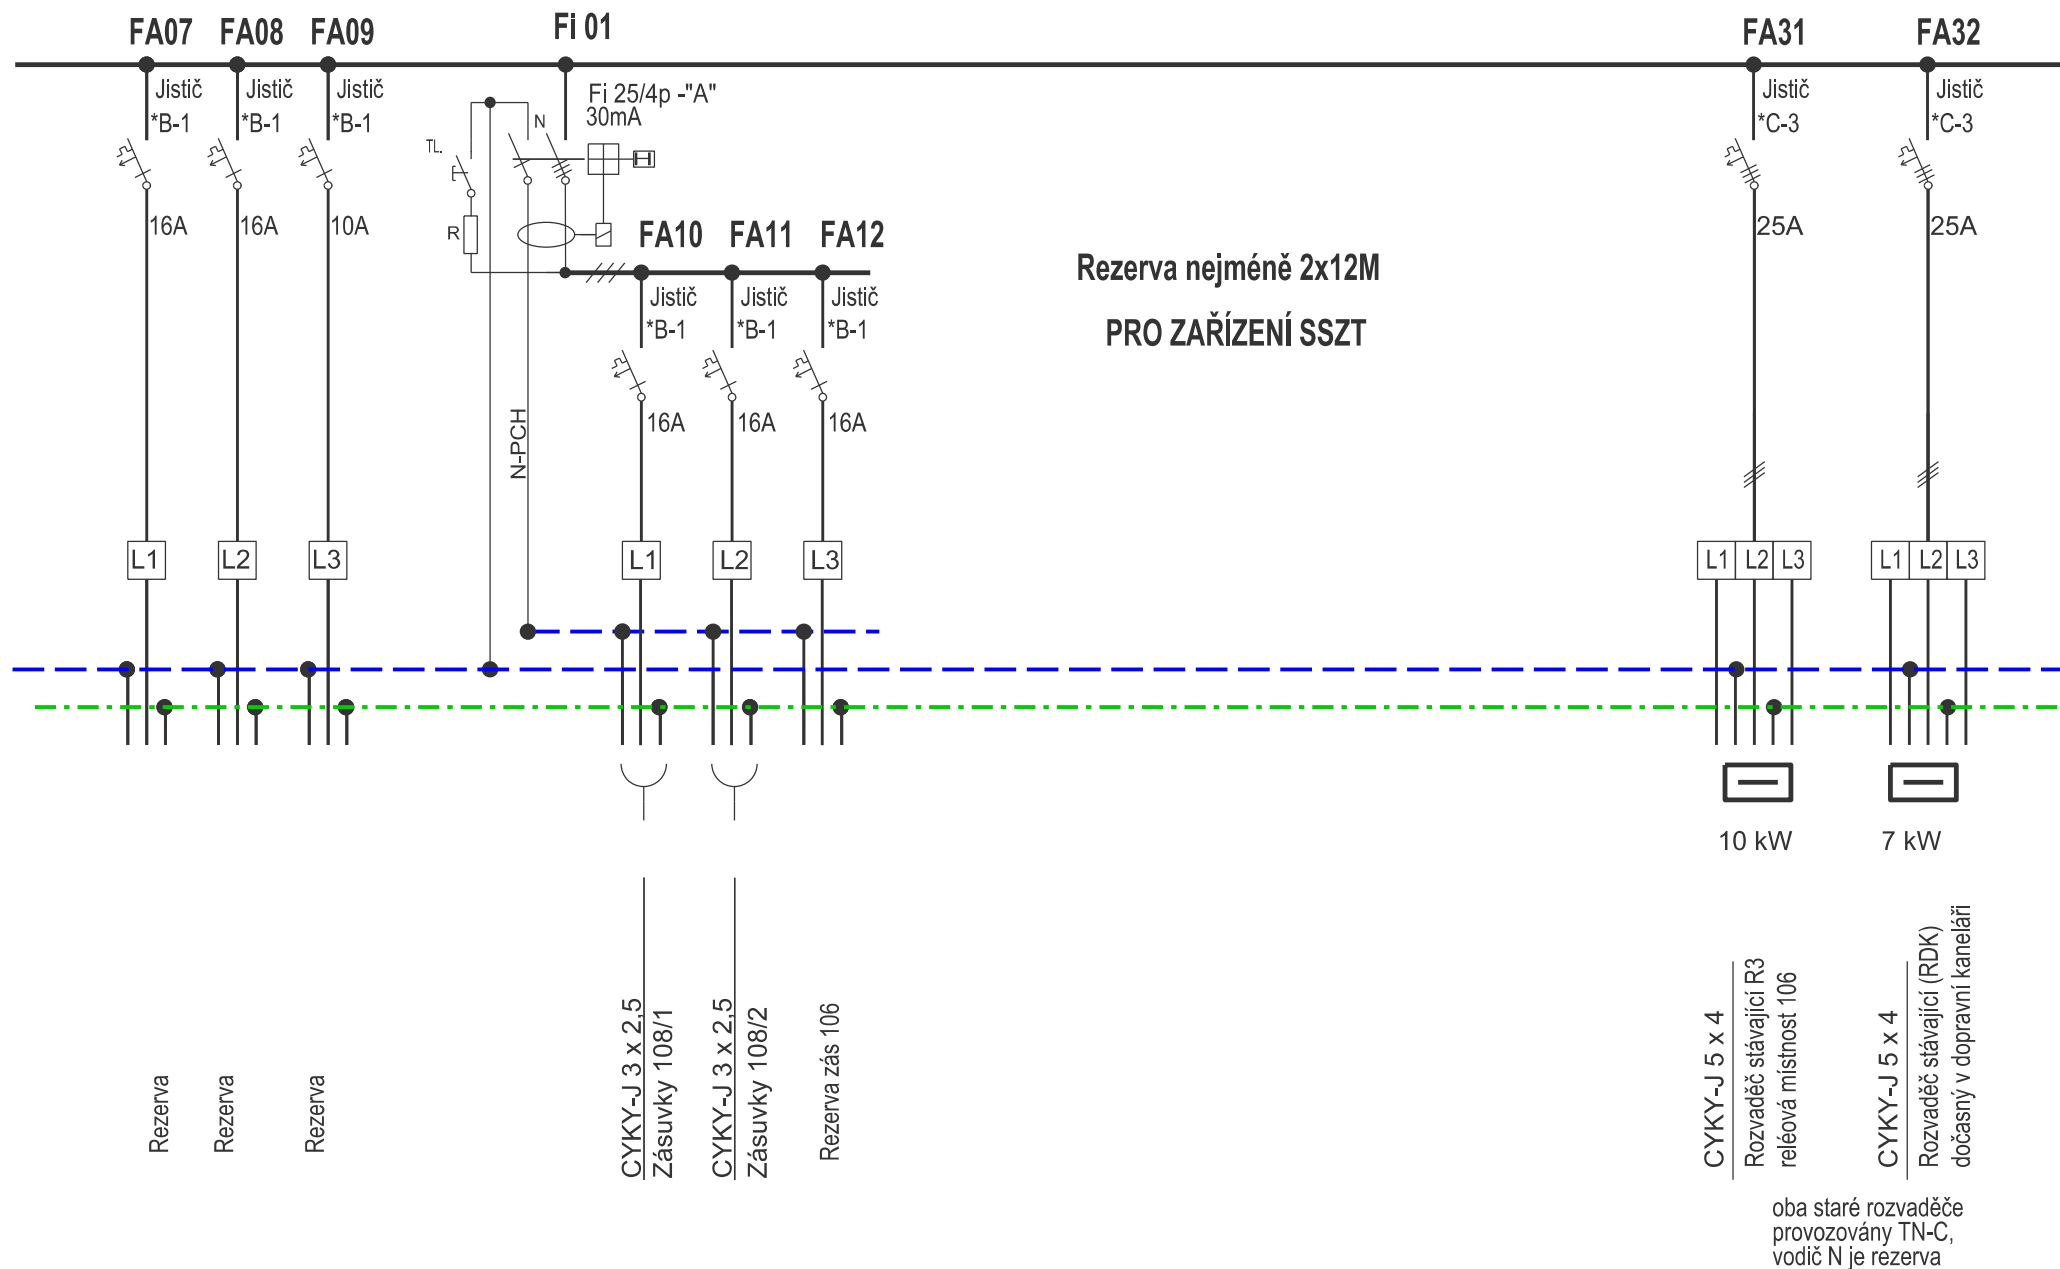 FA07 FA08 FA09 Fi 01 FA31 FA32
Jistič Jistič Jistič Fi 25/4p -"A" Jistič Jistič
*B-1 *B-1 *B-1 30mA *C-3 *C-3
N
TL.
16A 16A 10A 25A 25A
R
FA10 FA11 FA12
Rezerva nejméně 2x12M
Jistič Jistič Jistič
*B-1 *B-1 *B-1
PRO ZAŘÍZENÍ SSZT
16A 16A 16A
N-PCH
L1 L2 L3 L1 L2 L3 L1 L2 L3 L1 L2 L3
10 kW 7 kW
Rezerva
Rezerva
Rezerva
CYKY-J 3 x 2,5
Zásuvky 108/1
CYKY-J 3 x 2,5
Zásuvky 108/2
Rezerva zás 106
CYKY-J 5 x 4
Rozvaděč stávající R3
reléová místnost 106
CYKY-J 5 x 4
Rozvaděč stávající (RDK)
dočasný v dopravní kaneláři
oba staré rozvaděče
provozovány TN-C,
vodič N je rezerva